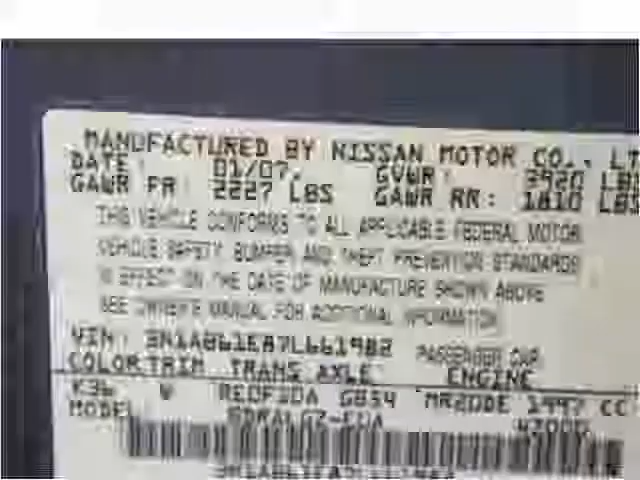 MANUFACTURED BY NISSAN MOTOR CO., LT
DATE: 01/07. GVWR: 3920 LBS
GAWR FR: 2227 LBS GAWR RR: 1810 LBS
THIS VEHICLE CONFORMS TO ALL APPLICABLE FEDERAL MOTOR
VEHICLE SAFETY, BUMPER AND THEFT PREVENTION STANDARDS
IN EFFECT ON THE DATE OF MANUFACTURE SHOWN ABOVE
SEE OWNER'S MANUAL FOR ADDITIONAL INFORMATION
VIN: PASSENGER CAR
COLOR TRIM TRANS AXLE ENGINE
K36 MR20DE 1997 CC
MODEL: